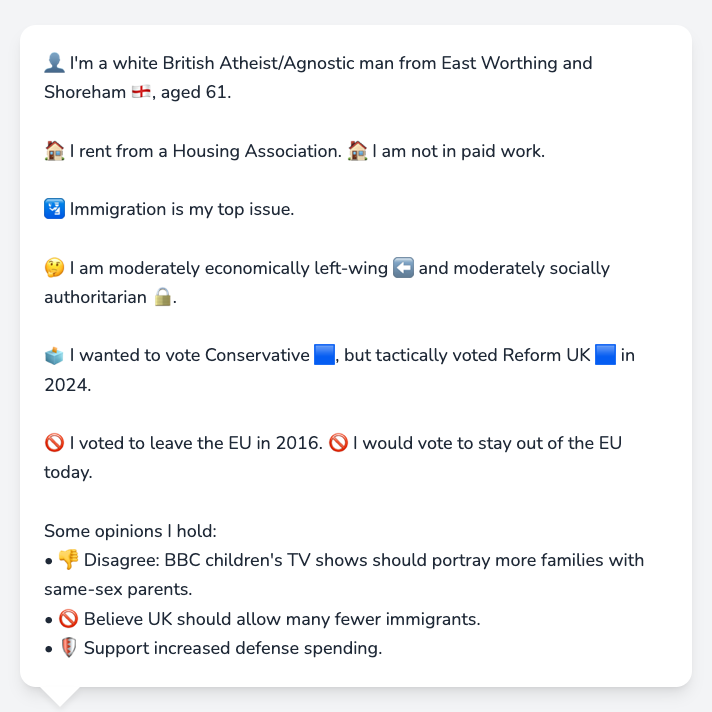 👤 I'm a white British Atheist/Agnostic man from East Worthing and
Shoreham 🏴󠁧󠁢󠁥󠁮󠁧󠁿, aged 61.
🏠 I rent from a Housing Association. 🏠 I am not in paid work.
🛂 Immigration is my top issue.
🤔 I am moderately economically left-wing ⬅️ and moderately socially
authoritarian 🔒.
🗳️ I wanted to vote Conservative 🟦, but tactically voted Reform UK 🟦 in
2024.
🚫 I voted to leave the EU in 2016. 🚫 I would vote to stay out of the EU
today.
Some opinions I hold:
• 👎 Disagree: BBC children's TV shows should portray more families with
same-sex parents.
• 🚫 Believe UK should allow many fewer immigrants.
• 🛡️ Support increased defense spending.